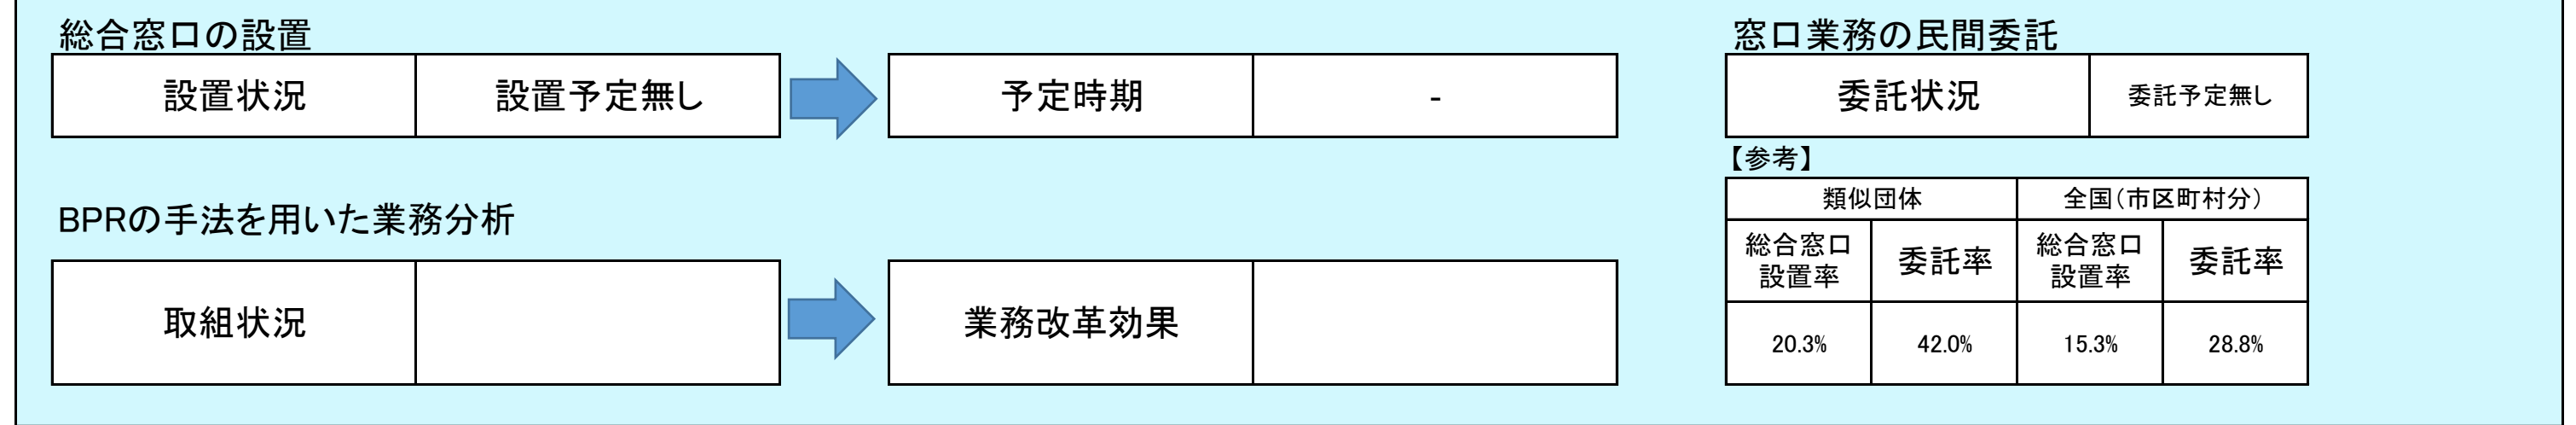 総合窓口の設置
設置状況 設置予定無し 予定時期 -
BPRの手法を用いた業務分析
取組状況 業務改革効果
窓口業務の民間委託
委託状況 委託予定無し
【参考】
類似団体 全国(市区町村分)
総合窓口
設置率 委託率 総合窓口
設置率 委託率
20.3% 42.0% 15.3% 28.8%